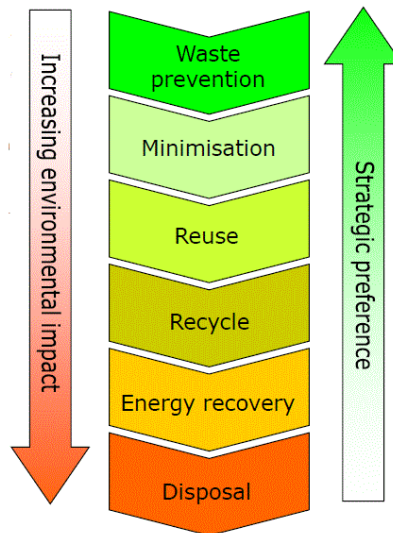 Waste
prevention
Minimisation
Reuse
Recycle
Energy recovery
Disposal
Increasing environmental impact
Strategic preference